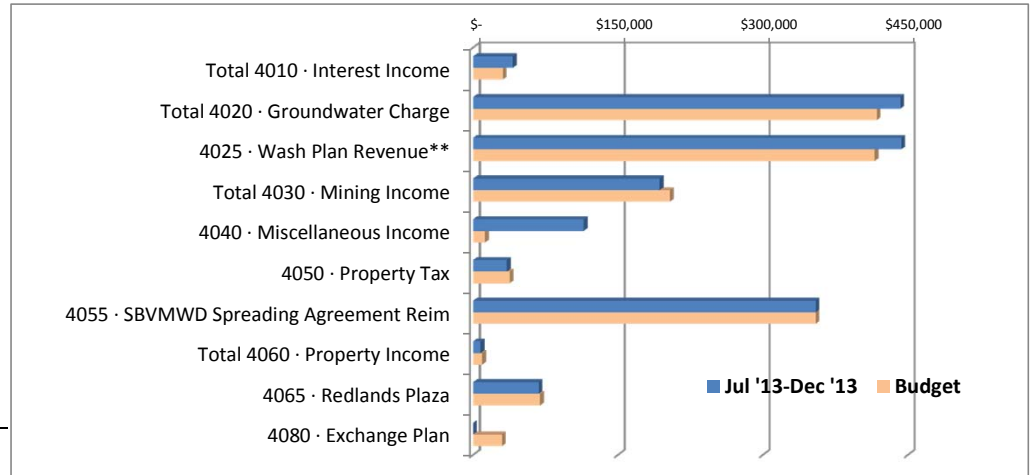 $- $150,000 $300,000 $450,000
Total 4010 · Interest Income
Total 4020 · Groundwater Charge
4025 · Wash Plan Revenue**
Total 4030 · Mining Income
4040 · Miscellaneous Income
4050 · Property Tax
4055 · SBVMWD Spreading Agreement Reim
Total 4060 · Property Income
4065 · Redlands Plaza
4080 · Exchange Plan
Jul '13-Dec '13 Budget